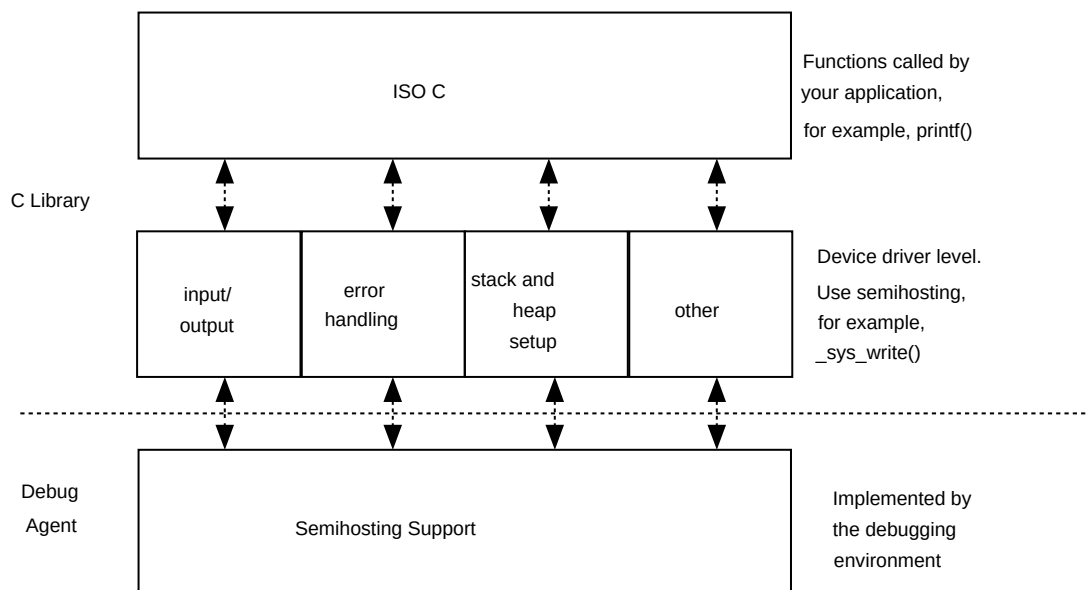 ISO C
Functions called by
your application,
for example, printf()
C Library
input/
output
error
handling
stack and
heap
setup
other
Device driver level.
Use semihosting,
for example,
_sys_write()
Debug
Agent
Semihosting Support
Implemented by
the debugging
environment